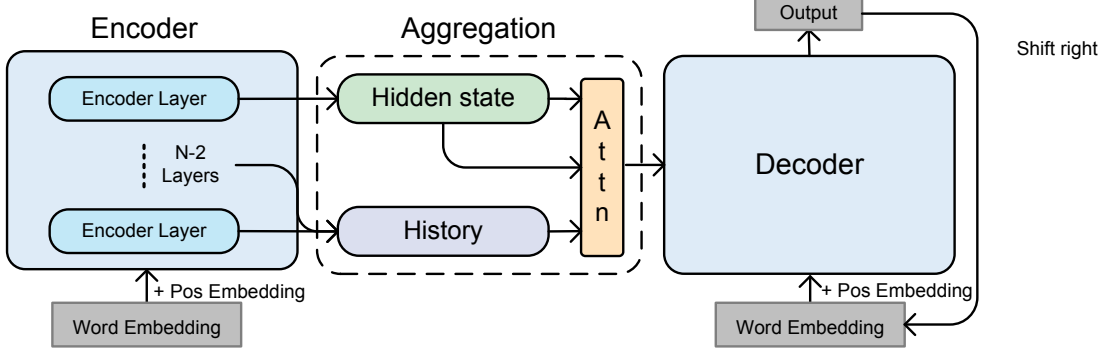 Encoder
Aggregation
Output
Shift right
Encoder Layer
Hidden state
N-2
Layers
Attn
Decoder
Encoder Layer
History
+ Pos Embedding
+ Pos Embedding
Word Embedding
Word Embedding